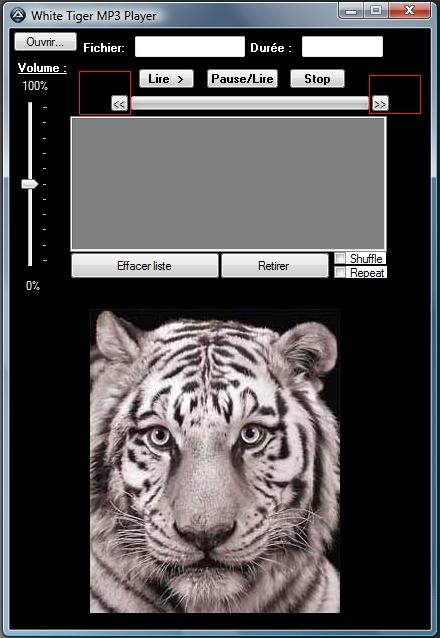 White Tiger MP3 Player
Ouvrir...
Fichier:
Durée :
Volume :
Lire >
Pause/Lire
Stop
100%
<<
>>
Effacer liste
Retirer
Shuffle
Repeat
0%